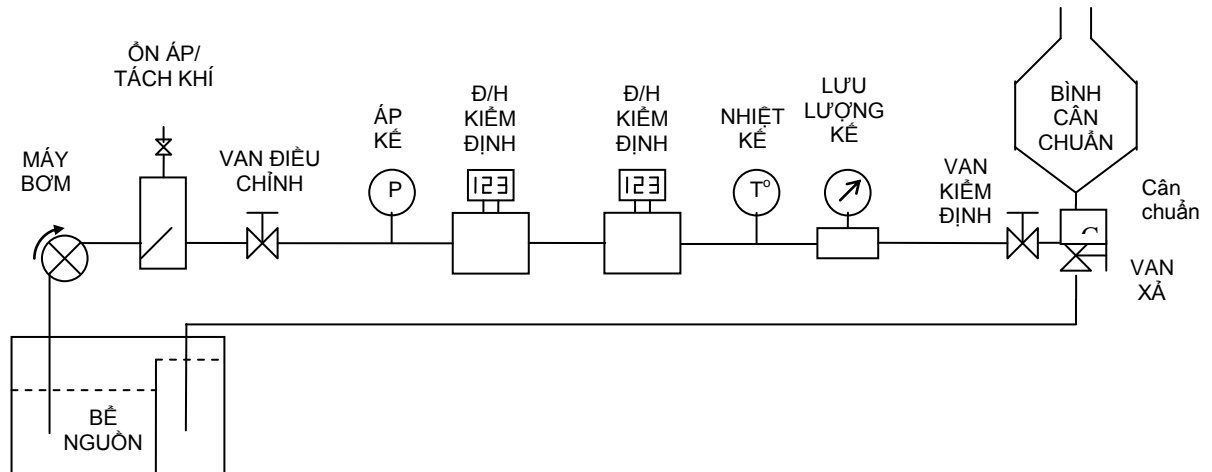 ỔN ÁP/
TÁCH KHÍ
MÁY
BƠM
VAN ĐIỀU
CHỈNH
ÁP
KẾ
P
Đ/H
KIỂM
ĐỊNH
123
Đ/H
KIỂM
ĐỊNH
123
NHIỆT
KẾ
Tº
LƯU
LƯỢNG
KẾ
VAN
KIỂM
ĐỊNH
BÌNH
CÂN
CHUẨN
Cân
chuẩn
C
VAN
XẢ
BỂ
NGUỒN